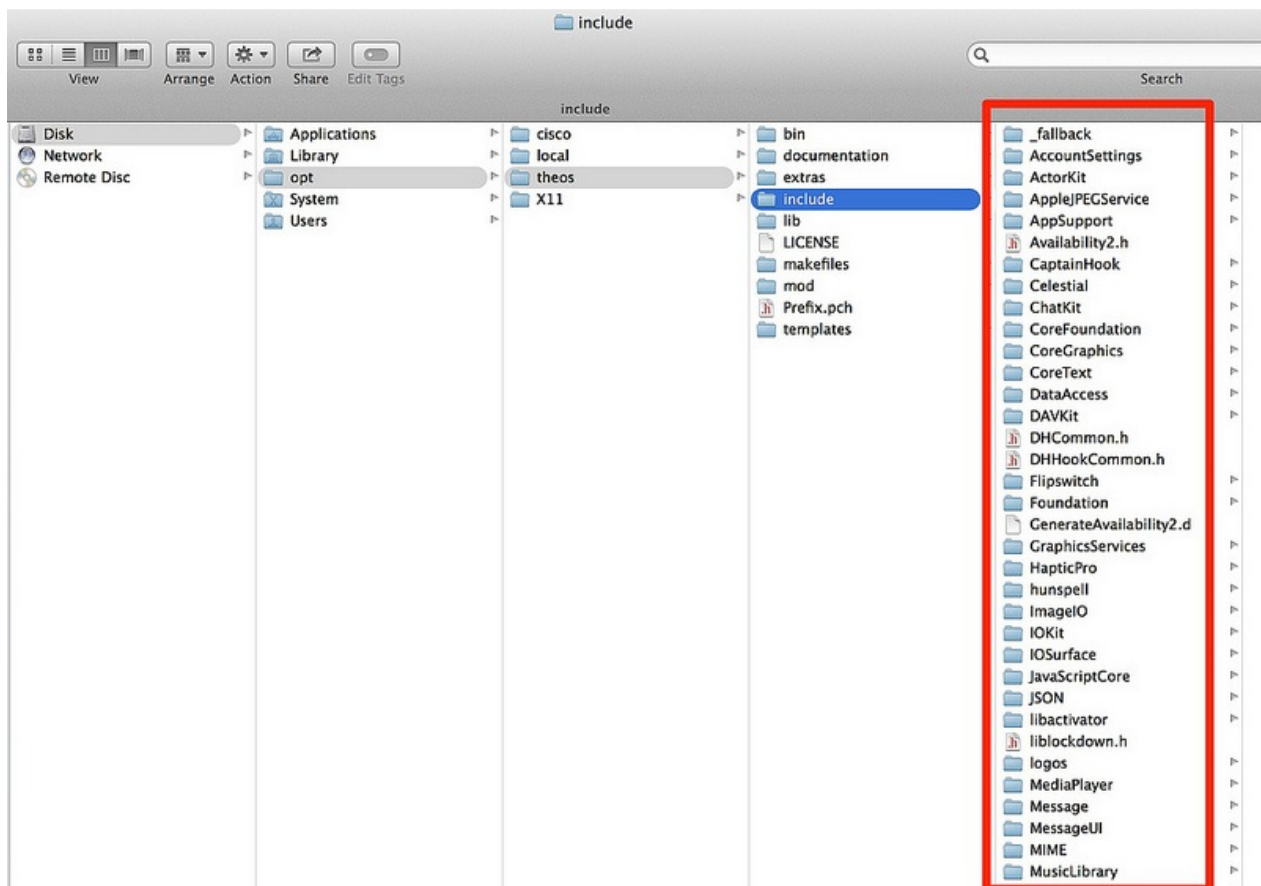 include
View
Arrange
Action
Share
Edit Tags
Search
include
Disk
Network
Remote Disc
Applications
Library
opt
System
Users
cisco
local
theos
X11
bin
documentation
extras
include
lib
LICENSE
makefiles
mod
Prefix.pch
templates
_fallback
AccountSettings
ActorKit
AppleJPEGService
AppSupport
Availability2.h
CaptainHook
Celestial
ChatKit
CoreFoundation
CoreGraphics
CoreText
DataAccess
DAVKit
DHCommon.h
DHHookCommon.h
Flipswitch
Foundation
GenerateAvailability2.d
GraphicsServices
HapticPro
hunspell
ImageIO
IOKit
IOSurface
JavaScriptCore
JSON
libactivator
liblockdown.h
logos
MediaPlayer
Message
MessageUI
MIME
MusicLibrary